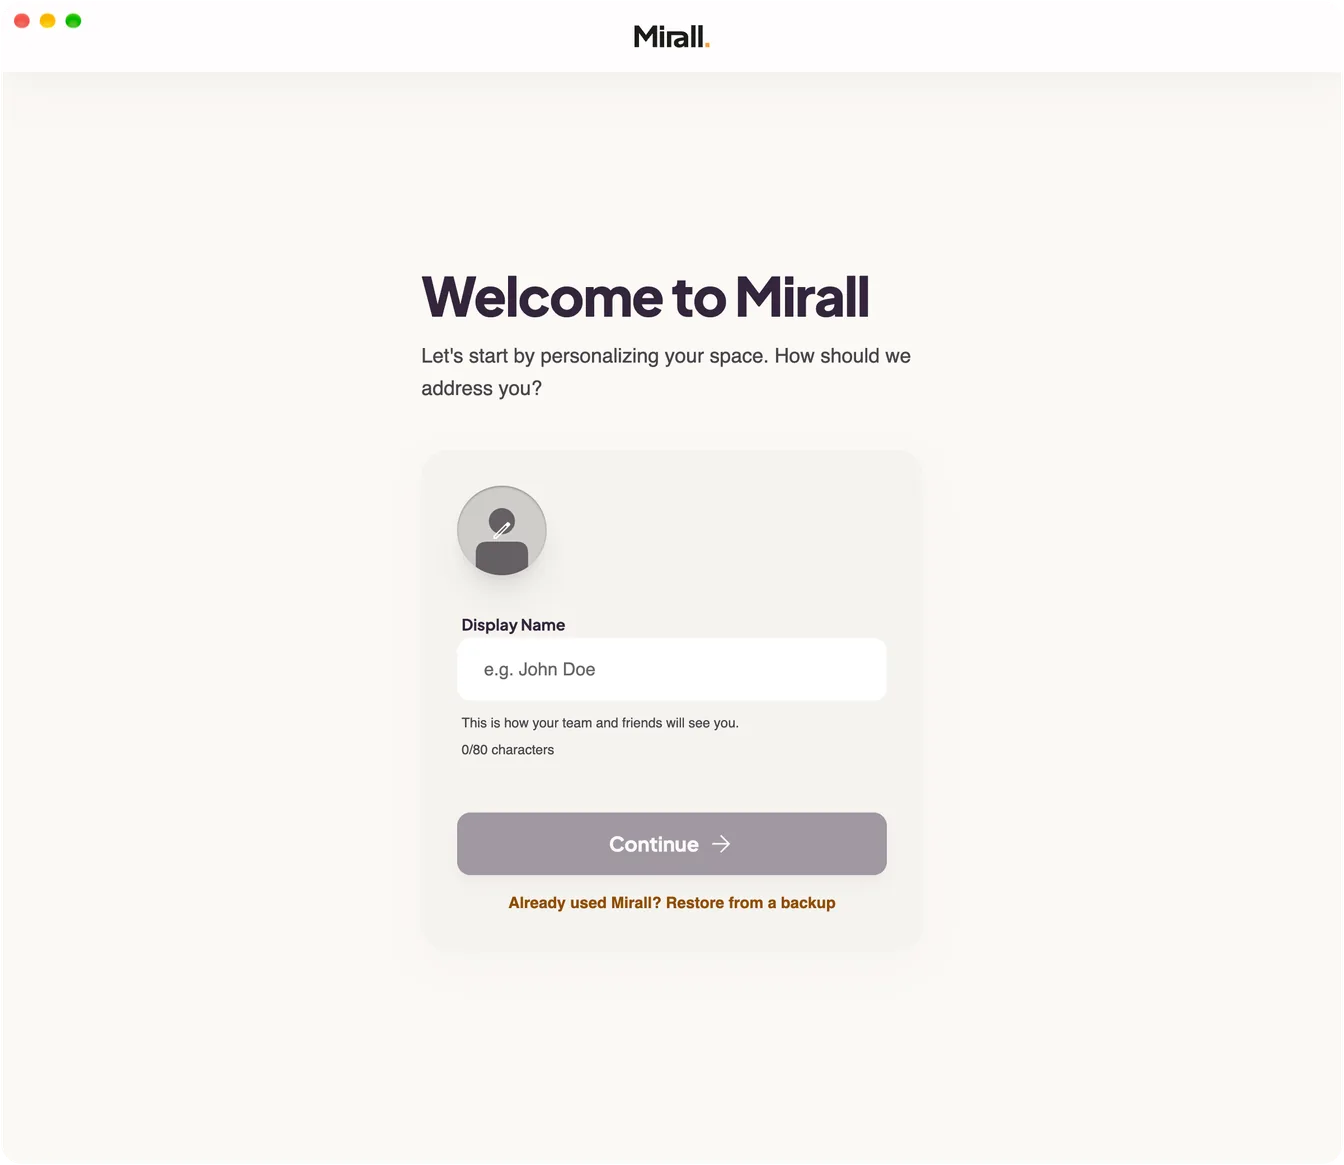 Mirall.
Welcome to Mirall
Let's start by personalizing your space. How should we
address you?
Display Name
e.g. John Doe
This is how your team and friends will see you.
0/80 characters
Continue →
Already used Mirall? Restore from a backup